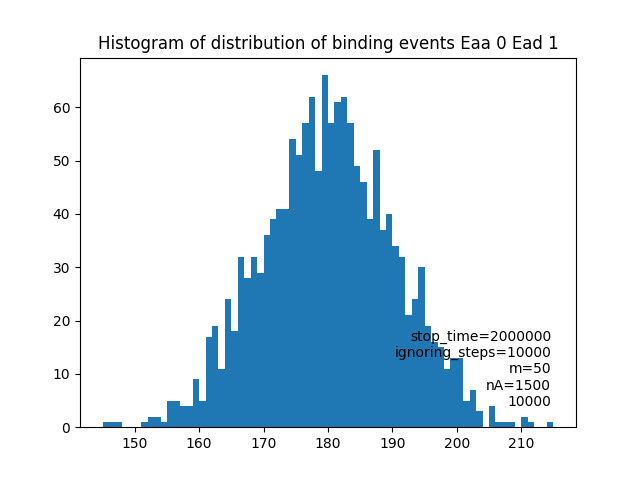 Histogram of distribution of binding events Eaa 0 Ead 1
60
50
40
30
20
10
0
stop_time=2000000
ignoring_steps=10000
m=50
nA=1500
10000
150 160 170 180 190 200 210